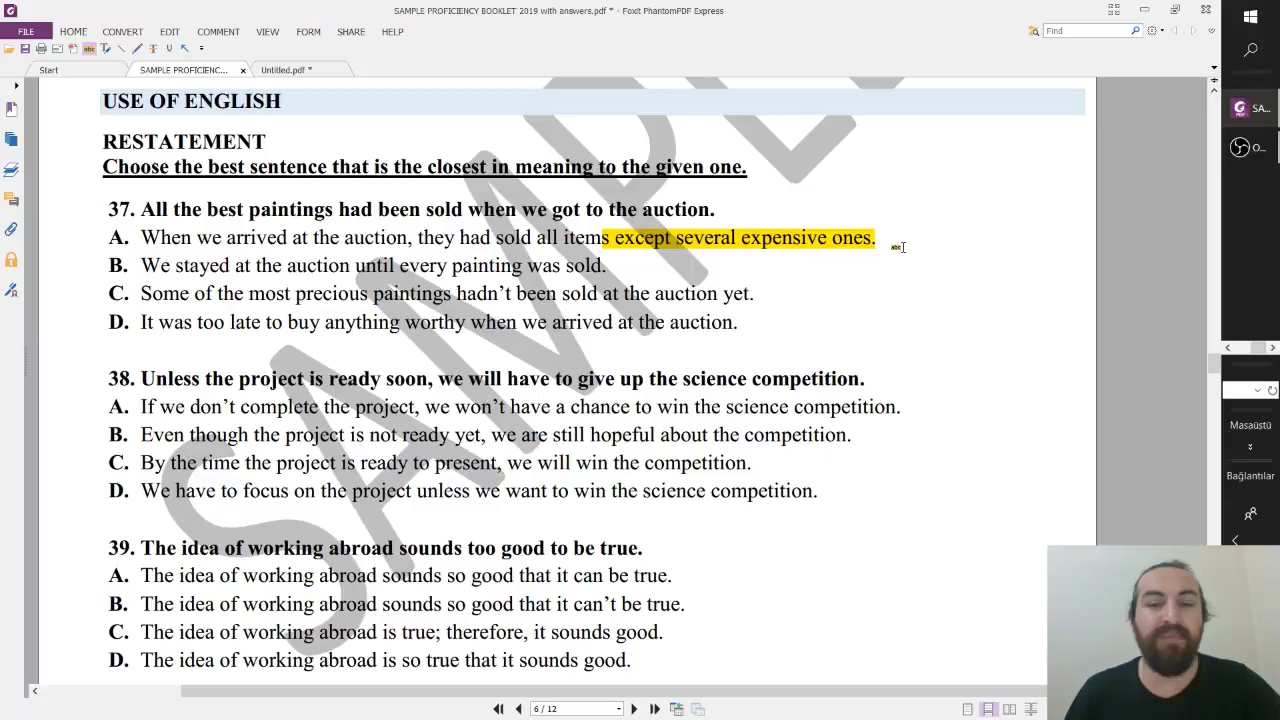 SAMPLE PROFICIENCY BOOKLET 2019 with answers.pdf * - Foxit PhantomPDF Express
FILE HOME CONVERT EDIT COMMENT VIEW FORM SHARE HELP
Find
Start SAMPLE PROFICIENC... Untitled.pdf *
USE OF ENGLISH
RESTATEMENT
Choose the best sentence that is the closest in meaning to the given one.
37. All the best paintings had been sold when we got to the auction.
A. When we arrived at the auction, they had sold all items except several expensive ones.
B. We stayed at the auction until every painting was sold.
C. Some of the most precious paintings hadn't been sold at the auction yet.
D. It was too late to buy anything worthy when we arrived at the auction.
38. Unless the project is ready soon, we will have to give up the science competition.
A. If we don't complete the project, we won't have a chance to win the science competition.
B. Even though the project is not ready yet, we are still hopeful about the competition.
C. By the time the project is ready to present, we will win the competition.
D. We have to focus on the project unless we want to win the science competition.
39. The idea of working abroad sounds too good to be true.
A. The idea of working abroad sounds so good that it can be true.
B. The idea of working abroad sounds so good that it can't be true.
C. The idea of working abroad is true; therefore, it sounds good.
D. The idea of working abroad is so true that it sounds good.
6 / 12
SAMPLE
SA...
O...
Masaüstü
Bağlantılar